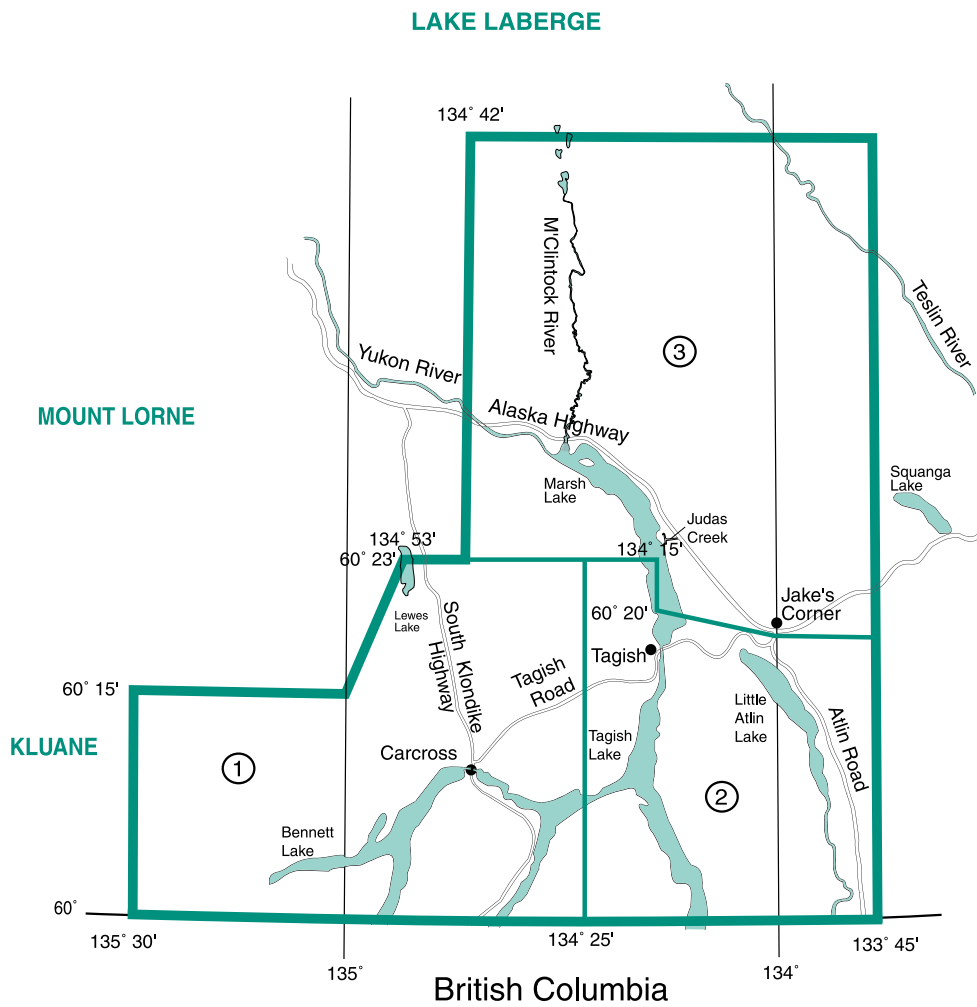 LAKE LABERGE
134° 42'
M'Clintock River
Teslin River
3
Yukon River
Alaska Highway
MOUNT LORNE
Squanga
Lake
Marsh
Lake
Judas
Creek
134° 53'
60° 23'
134° 15'
Jake's
Corner
60° 20'
Lewes
Lake
South Klondike
Highway
Tagish
Tagish
Road
60° 15'
KLUANE
Little
Atlin
Lake
Atlin Road
Tagish
Lake
Carcross
1
2
Bennett
Lake
60°
135° 30'
134° 25'
133° 45'
135°
134°
British Columbia